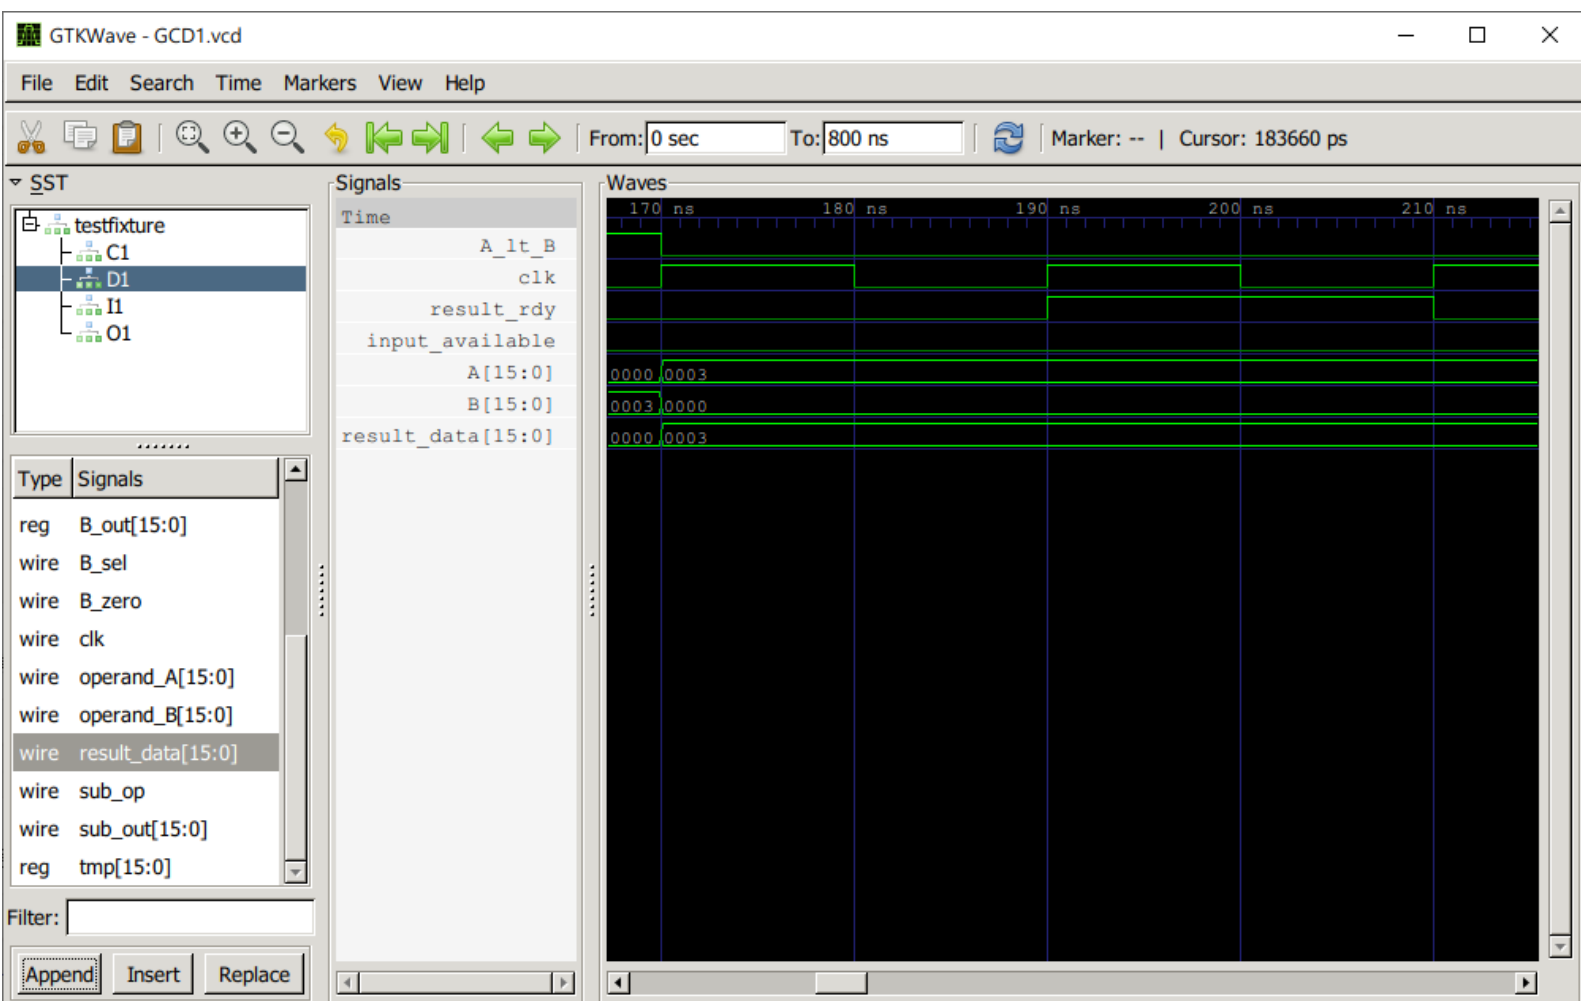 GTKWave - GCD1.vcd
File Edit Search Time Markers View Help
From: 0 sec To: 800 ns Marker: -- | Cursor: 183660 ps
SST
testfixture
C1
D1
I1
O1
Type Signals
reg B_out[15:0]
wire B_sel
wire B_zero
wire clk
wire operand_A[15:0]
wire operand_B[15:0]
wire result_data[15:0]
wire sub_op
wire sub_out[15:0]
reg tmp[15:0]
Filter:
Append Insert Replace
Signals
Time
A_lt_B
clk
result_rdy
input_available
A[15:0]
B[15:0]
result_data[15:0]
Waves
170 ns 180 ns 190 ns 200 ns 210 ns
0000 0003
0003 0000
0000 0003